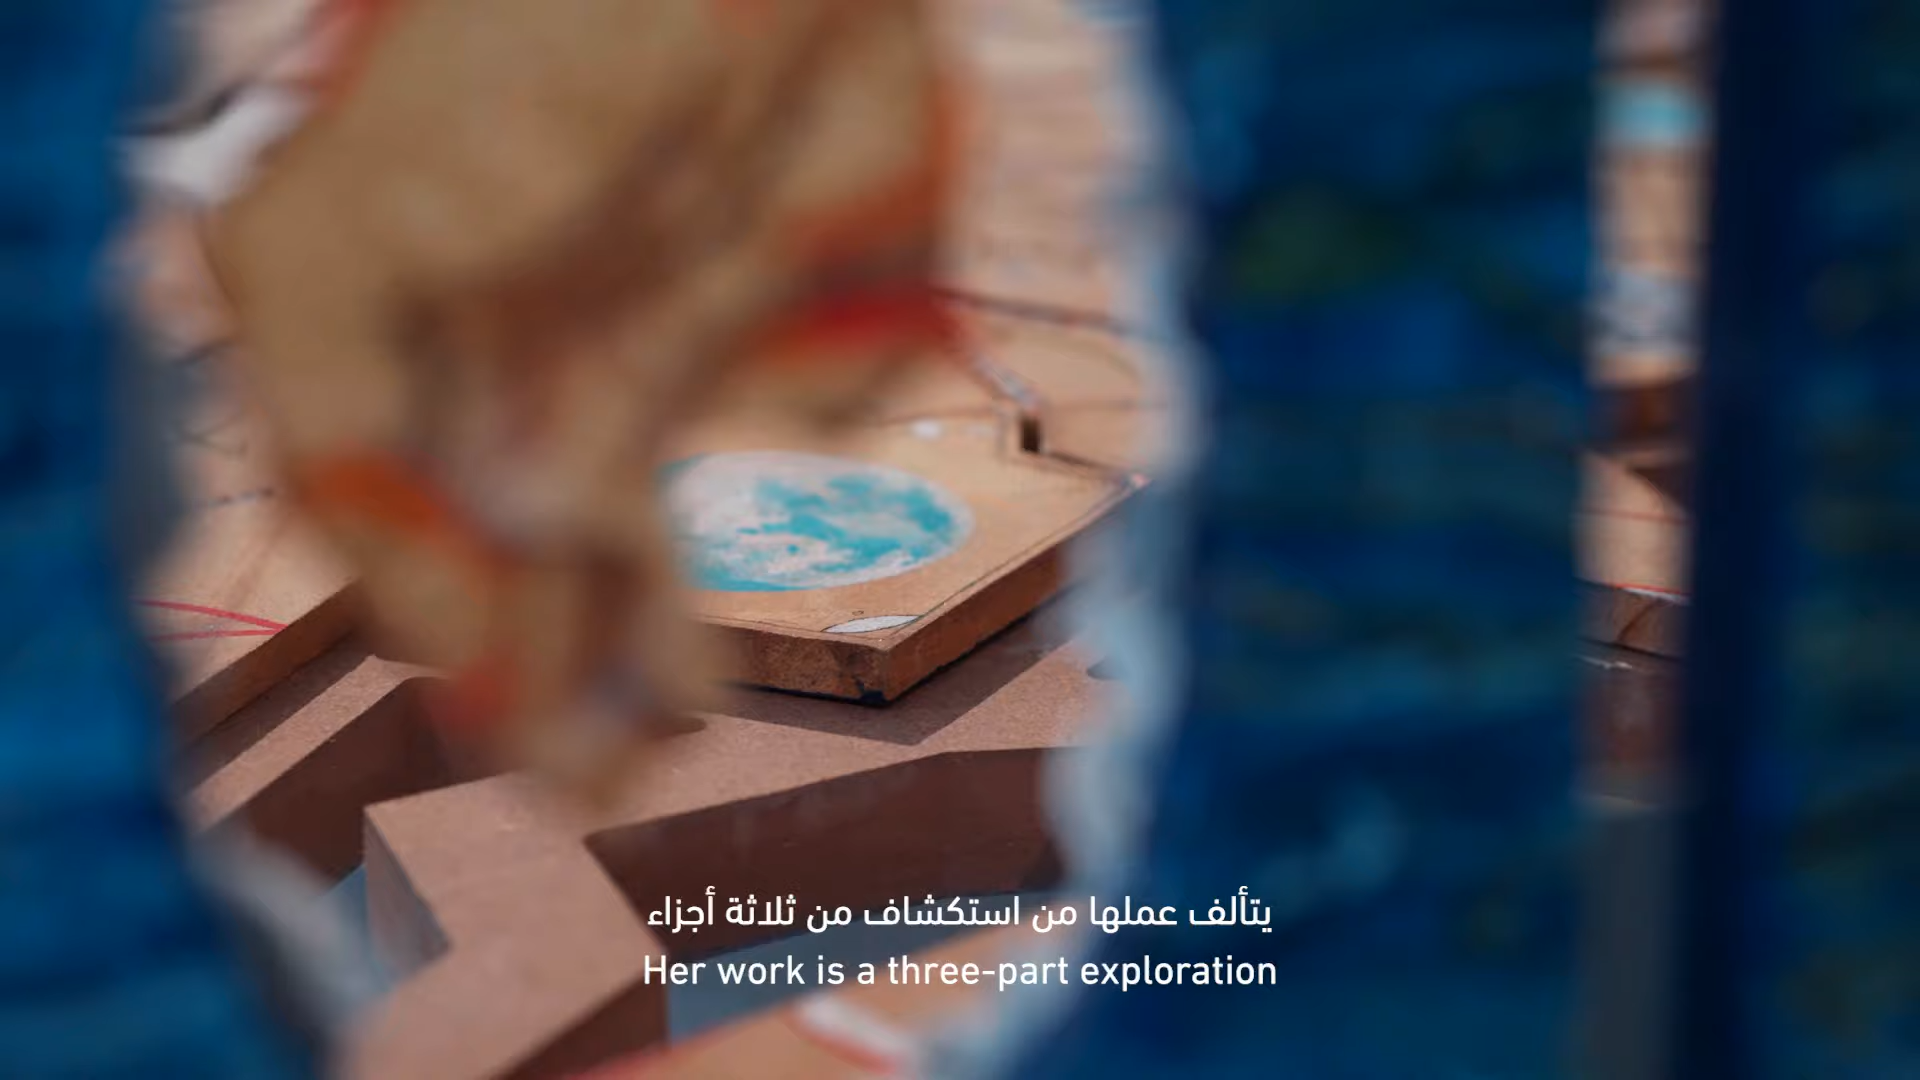 يتألف عملها من استكشاف من ثلاثة أجزاء
Her work is a three-part exploration